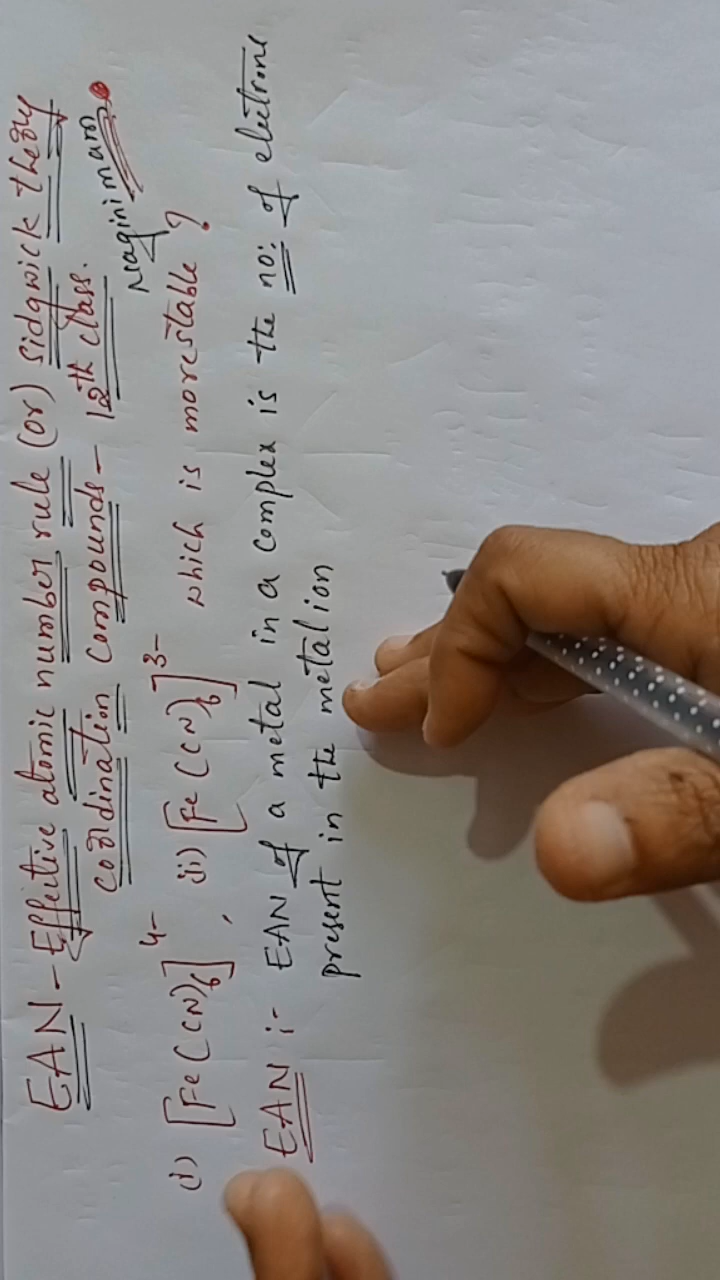 EAN - Effective atomic number rule (or) Sidgwick theory
coordination compounds - 12th class.
Nagini mam
(i) [Fe(CN)6]4-, ii) [Fe(CN)6]3- which is more stable ?
EAN :- EAN of a metal in a complex is the no: of electrons
present in the metal ion